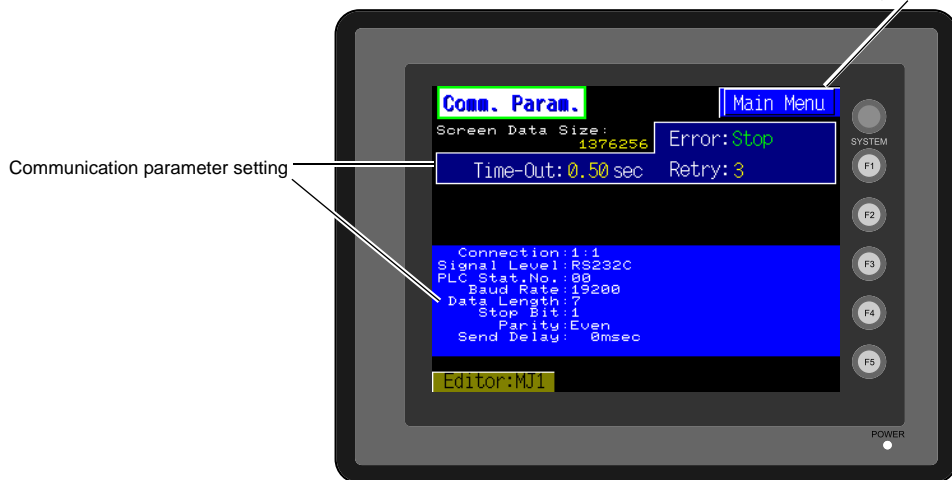 Comm. Param.
Main Menu
Screen Data Size:
1376256
Error:Stop
Time-Out:0.50 sec
Retry:3
Connection:1:1
Signal Level:RS232C
PLC Stat.No.:00
Baud Rate:19200
Data Length:7
Stop Bit:1
Parity:Even
Send Delay: 0msec
Editor:MJ1
SYSTEM
F1
F2
F3
F4
F5
POWER
Communication parameter setting